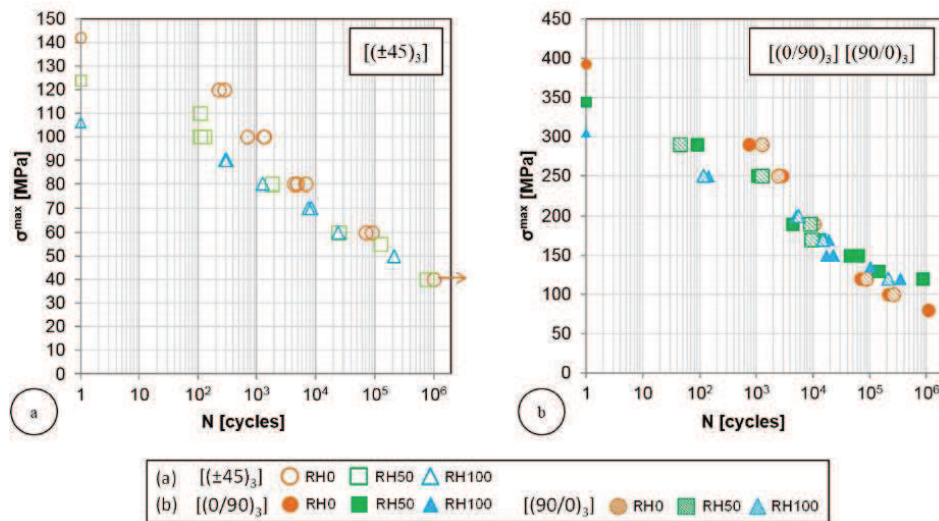 [(±45)₃]
150
140
130
120
110
100
90
80
70
60
50
40
30
20
10
0
σᵐᵃˣ [MPa]
1 10 10² 10³ 10⁴ 10⁵ 10⁶
N [cycles]
a
[(0/90)₃] [(90/0)₃]
450
400
350
300
250
200
150
100
50
0
σᵐᵃˣ [MPa]
1 10 10² 10³ 10⁴ 10⁵ 10⁶
N [cycles]
b
(a) [(±45)₃] RH0 RH50 RH100
(b) [(0/90)₃] RH0 RH50 RH100 [(90/0)₃] RH0 RH50 RH100